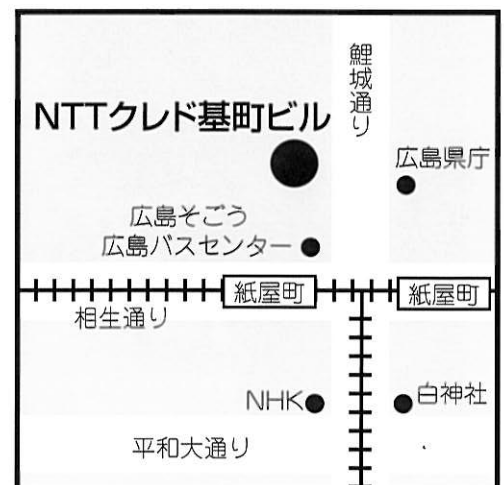 鯉城通り
NTTクレド基町ビル
広島県庁
広島そごう
広島バスセンター
紙屋町
紙屋町
相生通り
NHK
白神社
平和大通り